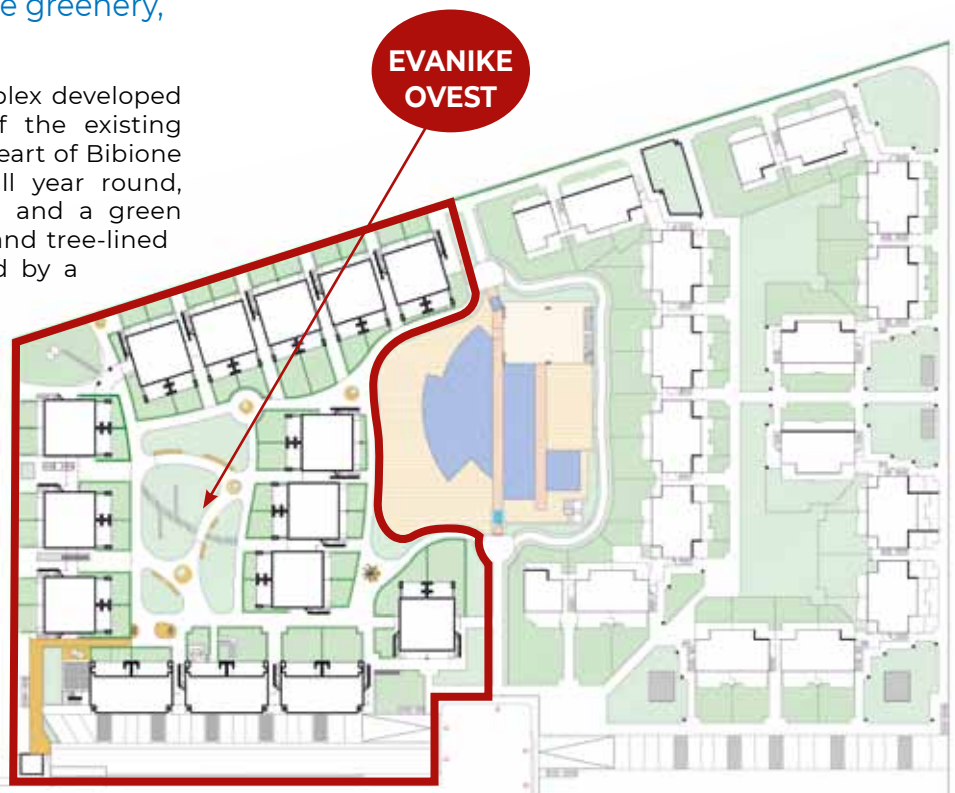 e greenery,
EVANIKE
OVEST
plex developed
f the existing
eart of Bibione
ll year round,
and a green
and tree-lined
d by a